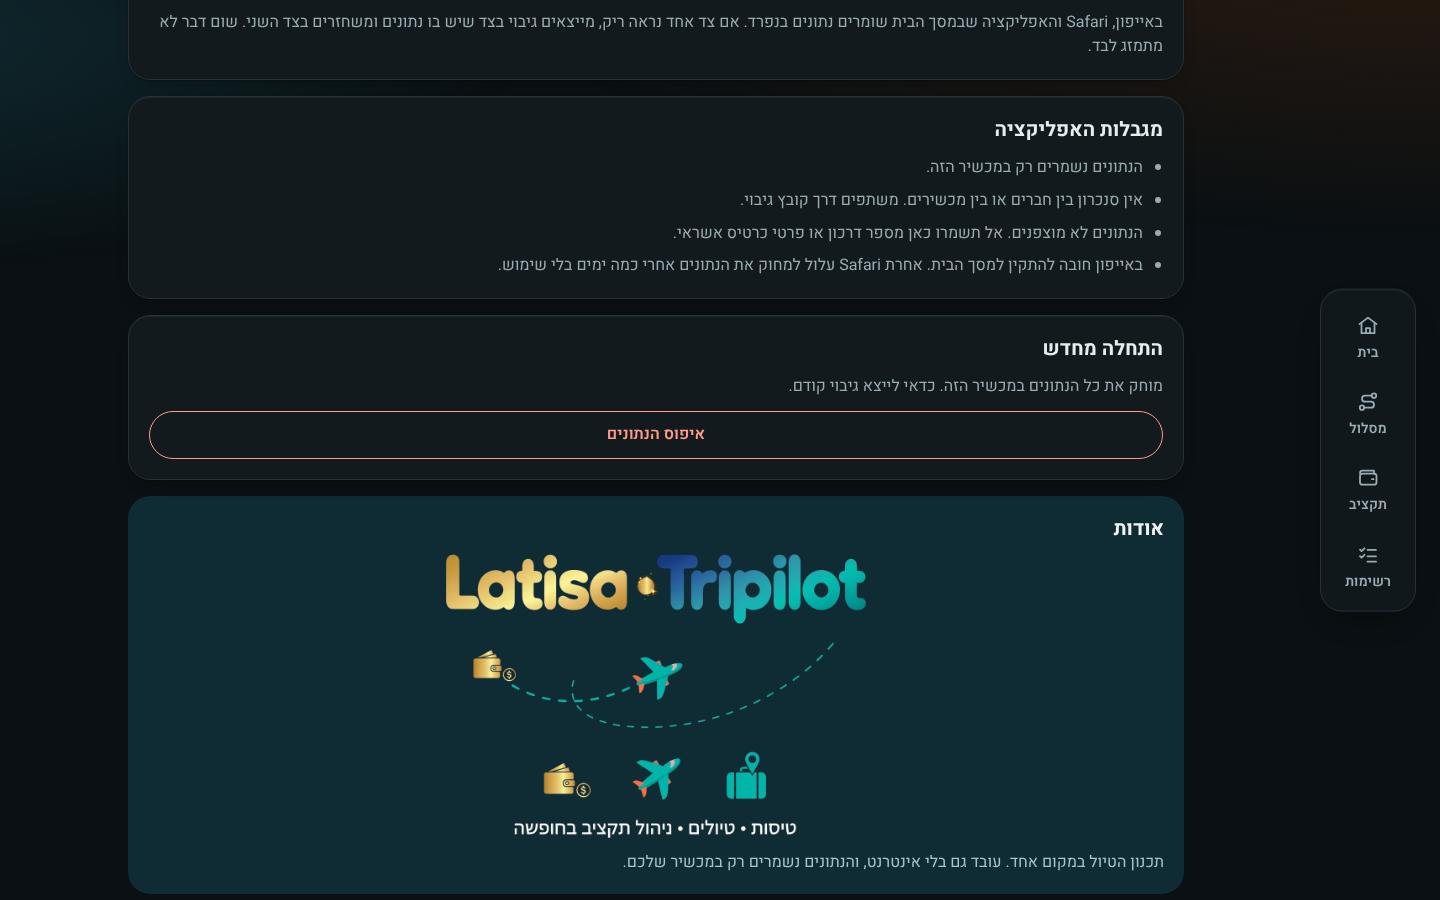 באייפון, Safari והאפליקציה שבמסך הבית שומרים נתונים בנפרד. אם צד אחד נראה ריק, מייצאים גיבוי בצד שיש בו נתונים ומשחזרים בצד השני. שום דבר לא
מתמזג לבד.
מגבלות האפליקציה
• הנתונים נשמרים רק במכשיר הזה.
• אין סנכרון בין חברים או בין מכשירים. משתפים דרך קובץ גיבוי.
• הנתונים לא מוצפנים. אל תשמרו כאן מספר דרכון או פרטי כרטיס אשראי.
• באייפון חובה להתקין למסך הבית. אחרת Safari עלול למחוק את הנתונים אחרי כמה ימים בלי שימוש.
התחלה מחדש
מוחק את כל הנתונים במכשיר הזה. כדאי לייצא גיבוי קודם.
איפוס הנתונים
אודות
Latisa Tripilot
טיסות • טיולים • ניהול תקציב בחופשה
תכנון הטיול במקום אחד. עובד גם בלי אינטרנט, והנתונים נשמרים רק במכשיר שלכם.
בית
מסלול
תקציב
רשימות